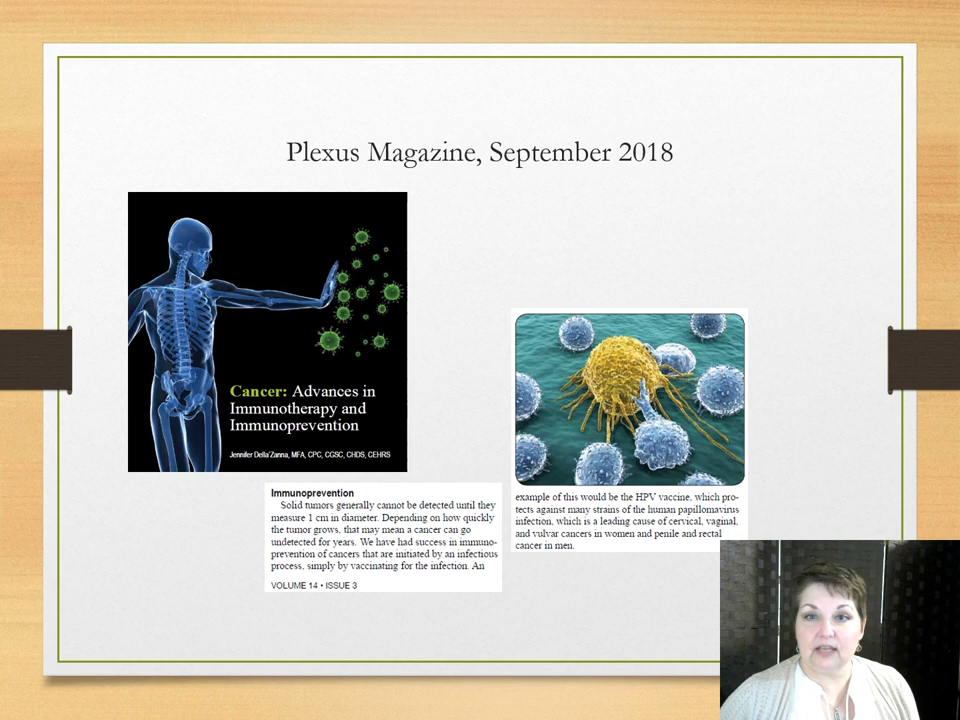 Plexus Magazine, September 2018
Cancer: Advances in
Immunotherapy and
Immunoprevention
Jennifer Della'Zanna, MFA, CPC, CGSC, CHDS, CEHRS
Immunoprevention
Solid tumors generally cannot be detected until they
measure 1 cm in diameter. Depending on how quickly
the tumor grows, that may mean a cancer can go
undetected for years. We have had success in immuno-
prevention of cancers that are initiated by an infectious
process, simply by vaccinating for the infection. An
VOLUME 14 • ISSUE 3
example of this would be the HPV vaccine, which pro-
tects against many strains of the human papillomavirus
infection, which is a leading cause of cervical, vaginal,
and vulvar cancers in women and penile and rectal
cancer in men.